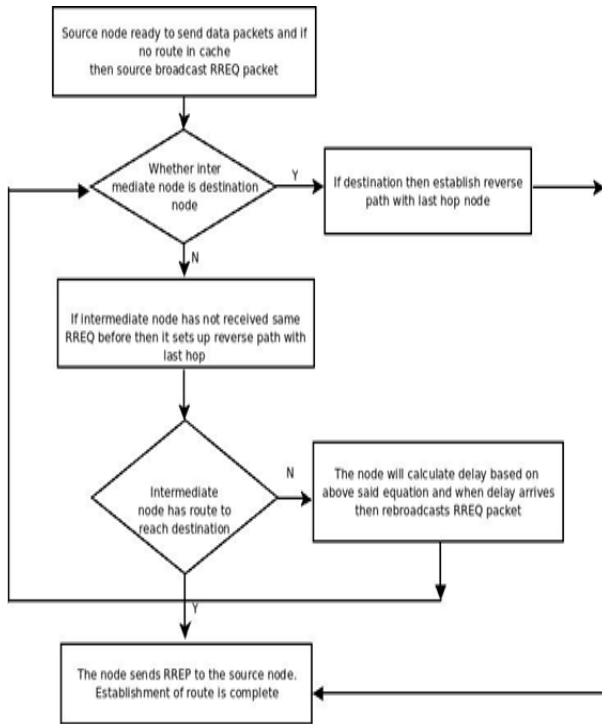 Source node ready to send data packets and if
no route in cache
then source broadcast RREQ packet
Whether inter
mediate node is destination
node
Y
If destination then establish reverse
path with last hop node
N
If intermediate node has not received same
RREQ before then it sets up reverse path with
last hop
Intermediate
node has route to
reach destination
N
The node will calculate delay based on
above said equation and when delay arrives
then rebroadcasts RREQ packet
Y
The node sends RREP to the source node.
Establishment of route is complete